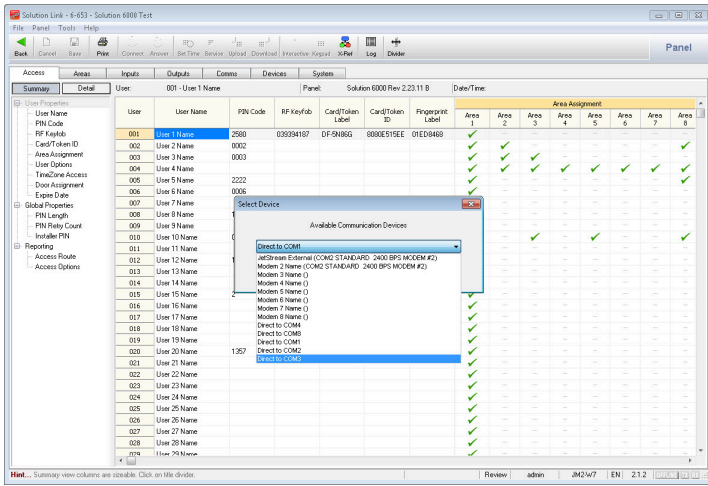 Solution Link - 6-653 - Solution 6000 Test
File Panel Tools Help
Back Cancel Save Print Connect Answer Set Time Service Upload Download Interactive Keypad X-Ref Log Divider
Panel
Access Areas Inputs Outputs Comms Devices System
Summary Detail User: 001 - User 1 Name Panel: Solution 6000 Rev 2.23.11 B Date/Time:
User Properties
User Name
PIN Code
RF Keyfob
Card/Token ID
Area Assignment
User Options
TimeZone Access
Door Assignment
Expire Date
Global Properties
PIN Length
PIN Retry Count
Installer PIN
Reporting
Access Route
Access Options
Area Assignment
User User Name PIN Code RF Keyfob Card/Token Label Card/Token ID Fingerprint Label Area 1 Area 2 Area 3 Area 4 Area 5 Area 6 Area 7 Area 8
001 User 1 Name 2580 039394187 DF-5N86G 8080E515EE 01ED8468
002 User 2 Name 0002
003 User 3 Name 0003
004 User 4 Name
005 User 5 Name 2222
006 User 6 Name 0006
007 User 7 Name
008 User 8 Name 1
009 User 9 Name
010 User 10 Name
011 User 11 Name
012 User 12 Name 1
013 User 13 Name
014 User 14 Name
015 User 15 Name 2
016 User 16 Name
017 User 17 Name
018 User 18 Name
019 User 19 Name
020 User 20 Name 1357
021 User 21 Name
022 User 22 Name
023 User 23 Name
024 User 24 Name
025 User 25 Name
026 User 26 Name
027 User 27 Name
028 User 28 Name
029 User 29 Name
Select Device
Available Communication Devices
Direct to COM1
JetStream External (COM2 STANDARD 2400 BPS MODEM #2)
Modem 2 Name (COM2 STANDARD 2400 BPS MODEM #2)
Modem 3 Name ()
Modem 4 Name ()
Modem 5 Name ()
Modem 6 Name ()
Modem 7 Name ()
Modem 8 Name ()
Direct to COM4
Direct to COM8
Direct to COM1
Direct to COM2
Direct to COM3
Hint... Summary view columns are sizeable. Click on title divider.
Review admin JM2-W7 EN 2.1.2